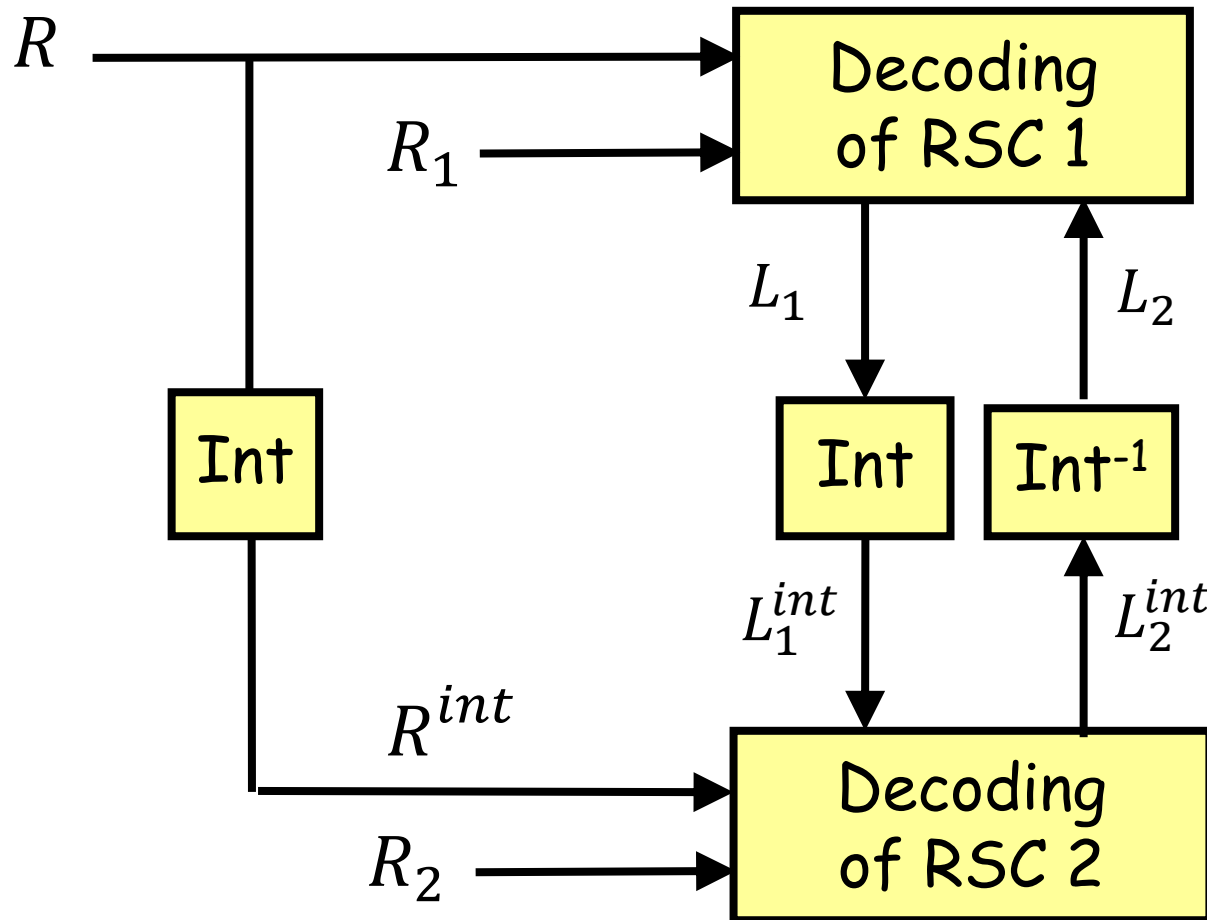 R
Decoding
of RSC 1
R₁
L₁
L₂
Int
Int
Int⁻¹
L₁ⁱⁿᵗ
L₂ⁱⁿᵗ
Rⁱⁿᵗ
Decoding
of RSC 2
R₂